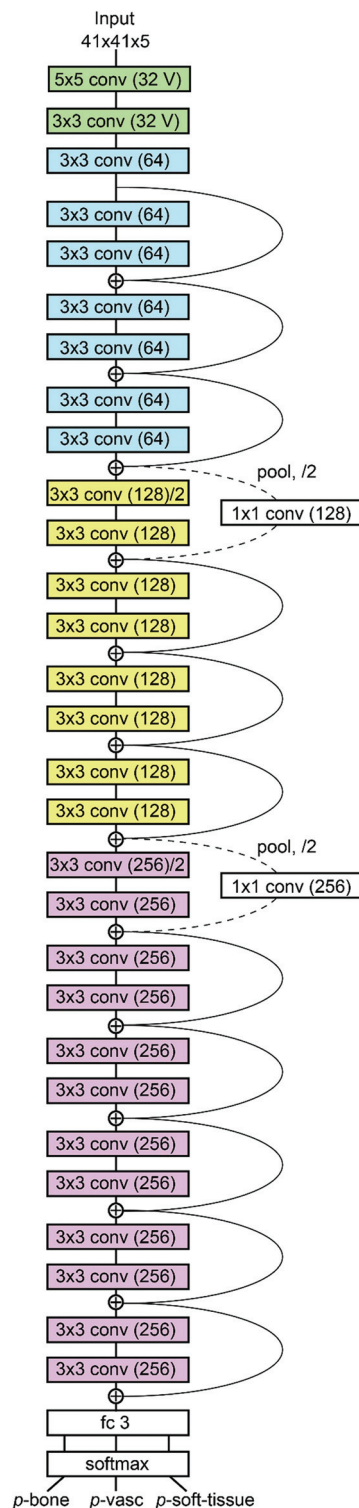 Input
41x41x5
5x5 conv (32 V)
3x3 conv (32 V)
3x3 conv (64)
3x3 conv (64)
3x3 conv (64)
3x3 conv (64)
3x3 conv (64)
3x3 conv (64)
3x3 conv (64)
pool, /2
3x3 conv (128)/2
1x1 conv (128)
3x3 conv (128)
3x3 conv (128)
3x3 conv (128)
3x3 conv (128)
3x3 conv (128)
3x3 conv (128)
3x3 conv (128)
pool, /2
3x3 conv (256)/2
1x1 conv (256)
3x3 conv (256)
3x3 conv (256)
3x3 conv (256)
3x3 conv (256)
3x3 conv (256)
3x3 conv (256)
3x3 conv (256)
3x3 conv (256)
3x3 conv (256)
3x3 conv (256)
3x3 conv (256)
fc 3
softmax
p-bone p-vasc p-soft-tissue